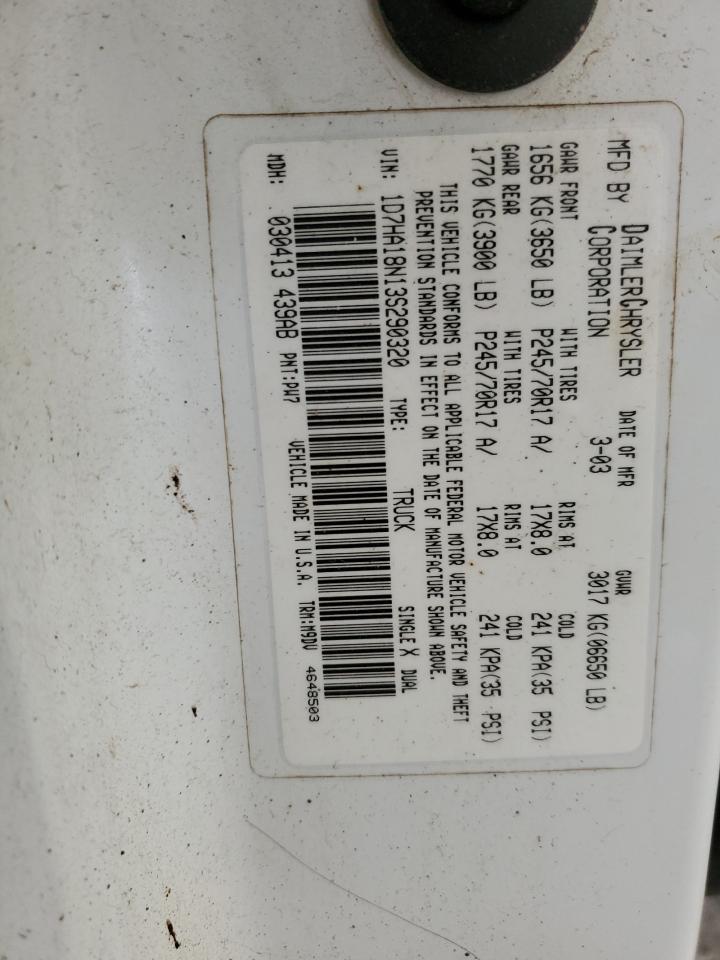 MFD BY DAIMLERCHRYSLER CORPORATION DATE OF MFR 3-03 GVWR 3017 KG(06650 LB)
GAWR FRONT WITH TIRES RIMS AT COLD
1656 KG(3650 LB) P245/70R17 A/ 17X8.0 241 KPA(35 PSI)
GAWR REAR WITH TIRES RIMS AT COLD
1770 KG(3900 LB) P245/70R17 A/ 17X8.0 241 KPA(35 PSI)
THIS VEHICLE CONFORMS TO ALL APPLICABLE FEDERAL MOTOR VEHICLE SAFETY AND THEFT
PREVENTION STANDARDS IN EFFECT ON THE DATE OF MANUFACTURE SHOWN ABOVE.
VIN: 1D7HA18N13S290320 TYPE: TRUCK SINGLE X DUAL
MDH: 030413 439AB PNT:PW7 VEHICLE MADE IN U.S.A. TRM:M9DV 4648503